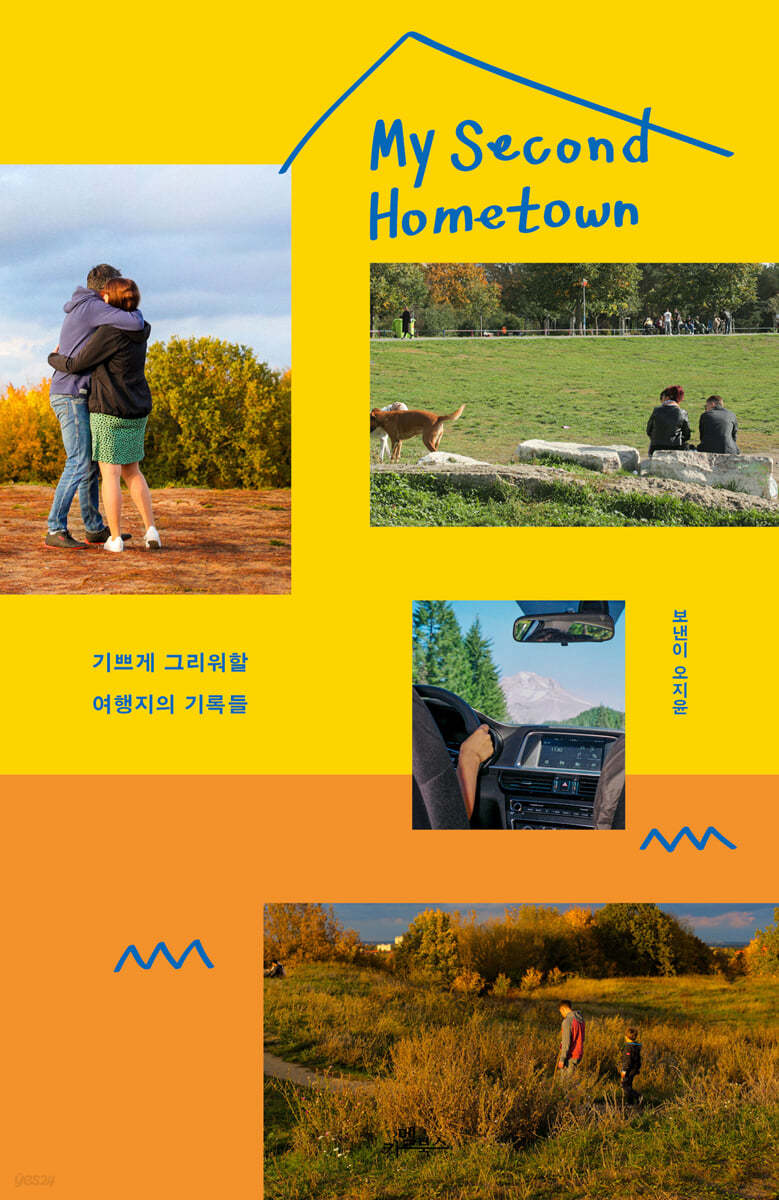 My Second
Hometown
기쁘게 그리워할
여행지의 기록들
보낸이 오지윤
yes24